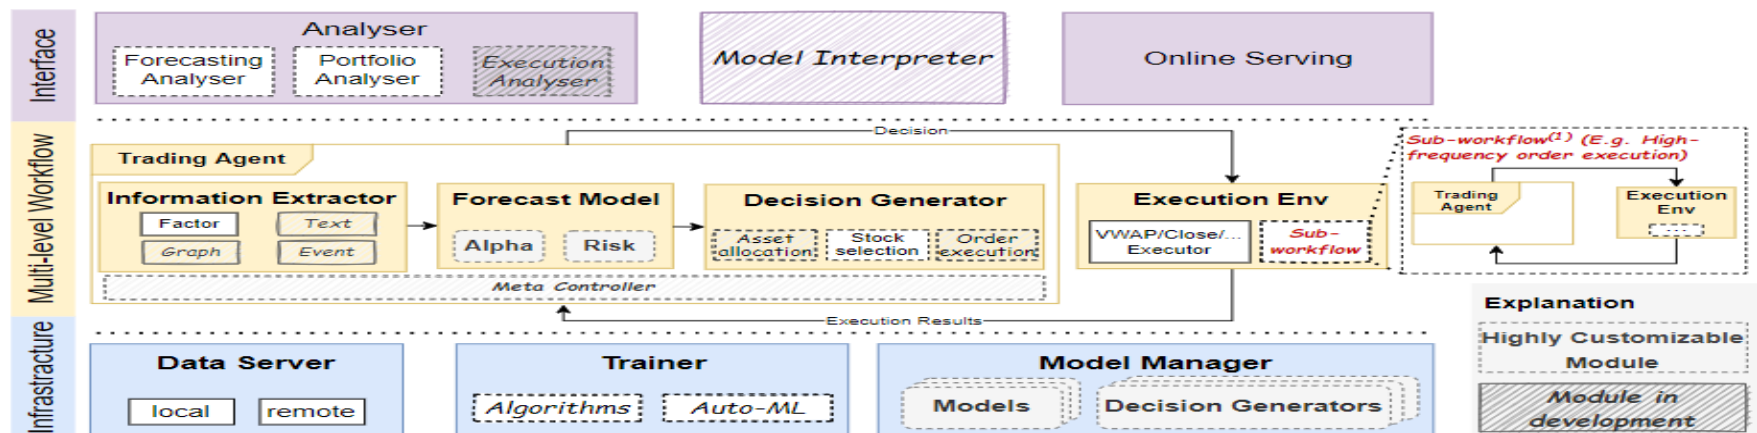 Interface
Analyser
Forecasting
Analyser
Portfolio
Analyser
Execution
Analyser
Model Interpreter
Online Serving
Multi-level Workflow
Decision
Trading Agent
Information Extractor
Factor
Text
Graph
Event
Forecast Model
Alpha
Risk
Decision Generator
Asset
allocation
Stock
selection
Order
execution
Meta Controller
Execution Env
VWAP/Close/...
Executor
Sub-
workflow
Execution Results
Sub-workflow(1) (E.g. High-
frequency order execution)
Trading
Agent
Execution
Env
...
Infrastracture
Data Server
local
remote
Trainer
Algorithms
Auto-ML
Model Manager
Models
Decision Generators
Explanation
Highly Customizable
Module
Module in
development